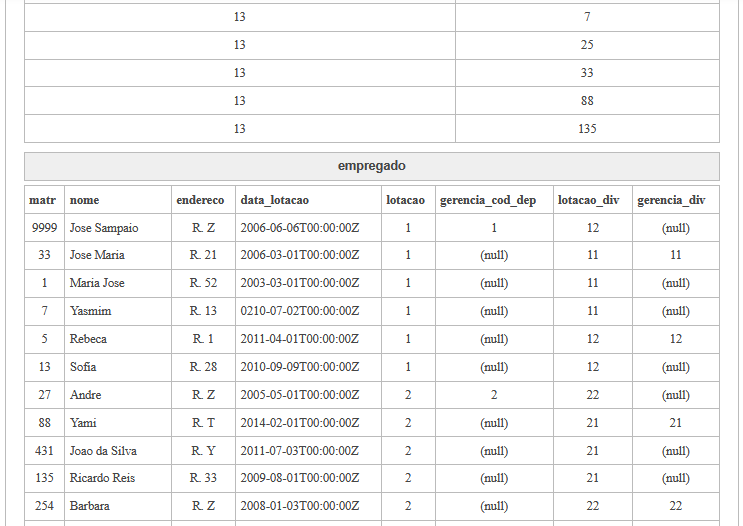 13 7
13 25
13 33
13 88
13 135
empregado
matr nome endereco data_lotacao lotacao gerencia_cod_dep lotacao_div gerencia_div
9999 Jose Sampaio R. Z 2006-06-06T00:00:00Z 1 1 12 (null)
33 Jose Maria R. 21 2006-03-01T00:00:00Z 1 (null) 11 11
1 Maria Jose R. 52 2003-03-01T00:00:00Z 1 (null) 11 (null)
7 Yasmim R. 13 0210-07-02T00:00:00Z 1 (null) 11 (null)
5 Rebeca R. 1 2011-04-01T00:00:00Z 1 (null) 12 12
13 Sofia R. 28 2010-09-09T00:00:00Z 1 (null) 12 (null)
27 Andre R. Z 2005-05-01T00:00:00Z 2 2 22 (null)
88 Yami R. T 2014-02-01T00:00:00Z 2 (null) 21 21
431 Joao da Silva R. Y 2011-07-03T00:00:00Z 2 (null) 21 (null)
135 Ricardo Reis R. 33 2009-08-01T00:00:00Z 2 (null) 21 (null)
254 Barbara R. Z 2008-01-03T00:00:00Z 2 (null) 22 22